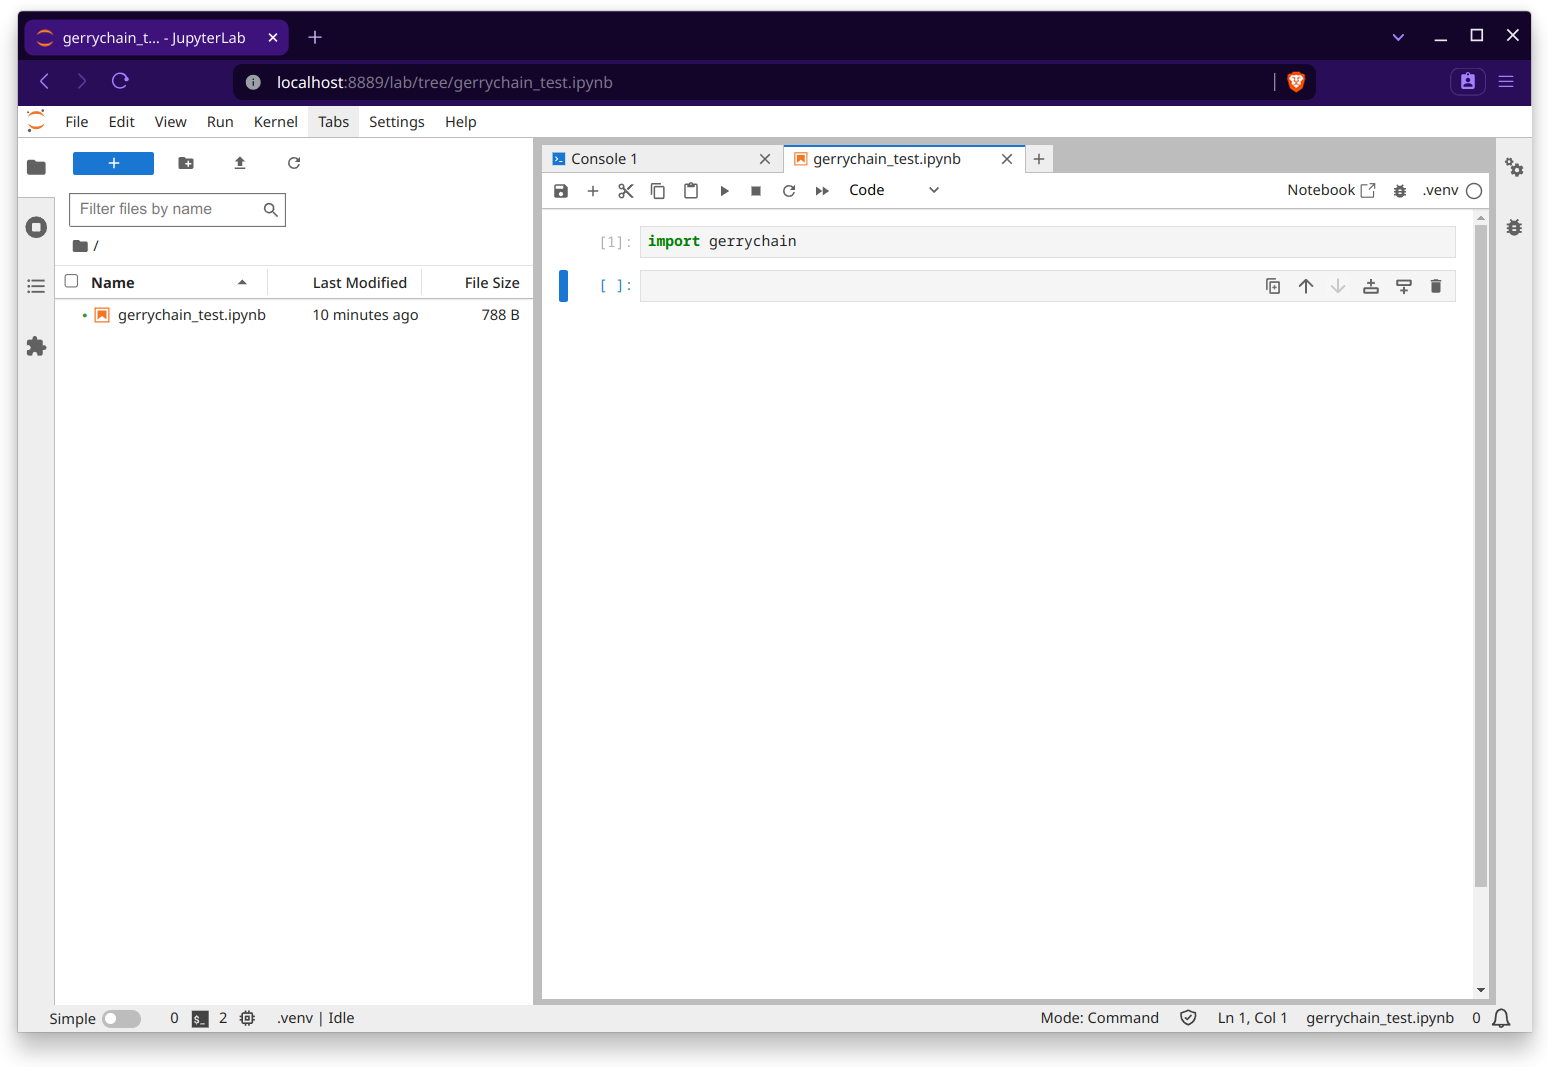 gerrychain_t... - JupyterLab
localhost:8889/lab/tree/gerrychain_test.ipynb
File Edit View Run Kernel Tabs Settings Help
Console 1
gerrychain_test.ipynb
Code
Notebook
.venv
Filter files by name
/
Name Last Modified File Size
gerrychain_test.ipynb 10 minutes ago 788 B
[1]: import gerrychain
[ ]:
Simple 0 $_ 2 .venv | Idle Mode: Command Ln 1, Col 1 gerrychain_test.ipynb 0